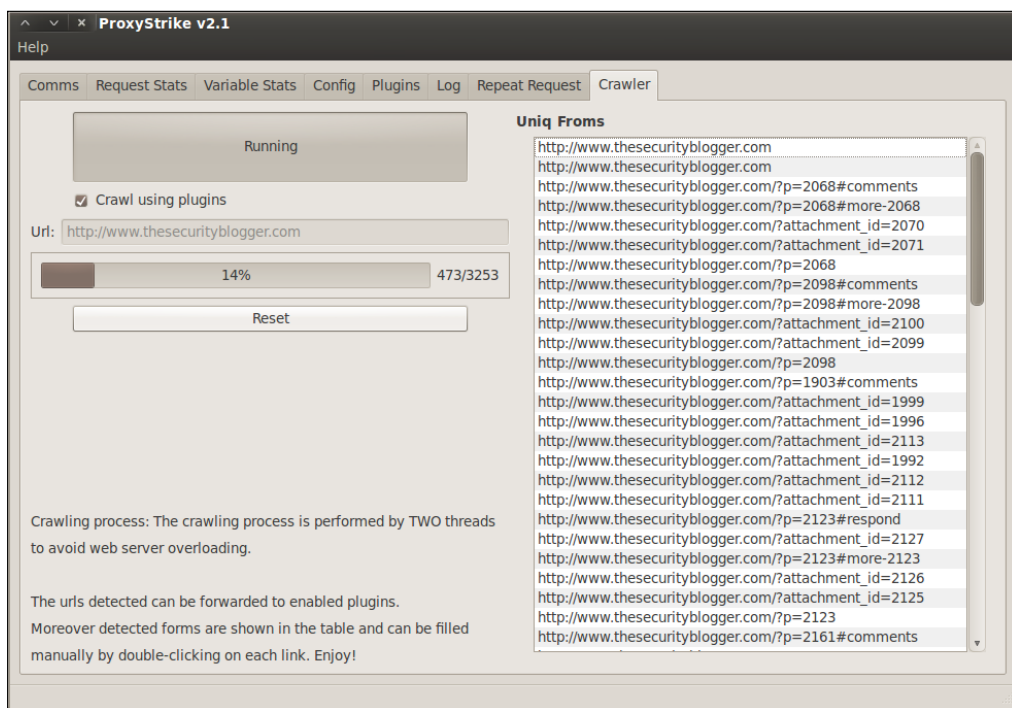 ProxyStrike v2.1
Help
Comms Request Stats Variable Stats Config Plugins Log Repeat Request Crawler
Running
Crawl using plugins
Url: http://www.thesecurityblogger.com
14% 473/3253
Reset
Crawling process: The crawling process is performed by TWO threads
to avoid web server overloading.
The urls detected can be forwarded to enabled plugins.
Moreover detected forms are shown in the table and can be filled
manually by double-clicking on each link. Enjoy!
Uniq Froms
http://www.thesecurityblogger.com
http://www.thesecurityblogger.com
http://www.thesecurityblogger.com/?p=2068#comments
http://www.thesecurityblogger.com/?p=2068#more-2068
http://www.thesecurityblogger.com/?attachment_id=2070
http://www.thesecurityblogger.com/?attachment_id=2071
http://www.thesecurityblogger.com/?p=2068
http://www.thesecurityblogger.com/?p=2098#comments
http://www.thesecurityblogger.com/?p=2098#more-2098
http://www.thesecurityblogger.com/?attachment_id=2100
http://www.thesecurityblogger.com/?attachment_id=2099
http://www.thesecurityblogger.com/?p=2098
http://www.thesecurityblogger.com/?p=1903#comments
http://www.thesecurityblogger.com/?attachment_id=1999
http://www.thesecurityblogger.com/?attachment_id=1996
http://www.thesecurityblogger.com/?attachment_id=2113
http://www.thesecurityblogger.com/?attachment_id=1992
http://www.thesecurityblogger.com/?attachment_id=2112
http://www.thesecurityblogger.com/?attachment_id=2111
http://www.thesecurityblogger.com/?p=2123#respond
http://www.thesecurityblogger.com/?attachment_id=2127
http://www.thesecurityblogger.com/?p=2123#more-2123
http://www.thesecurityblogger.com/?attachment_id=2126
http://www.thesecurityblogger.com/?attachment_id=2125
http://www.thesecurityblogger.com/?p=2123
http://www.thesecurityblogger.com/?p=2161#comments